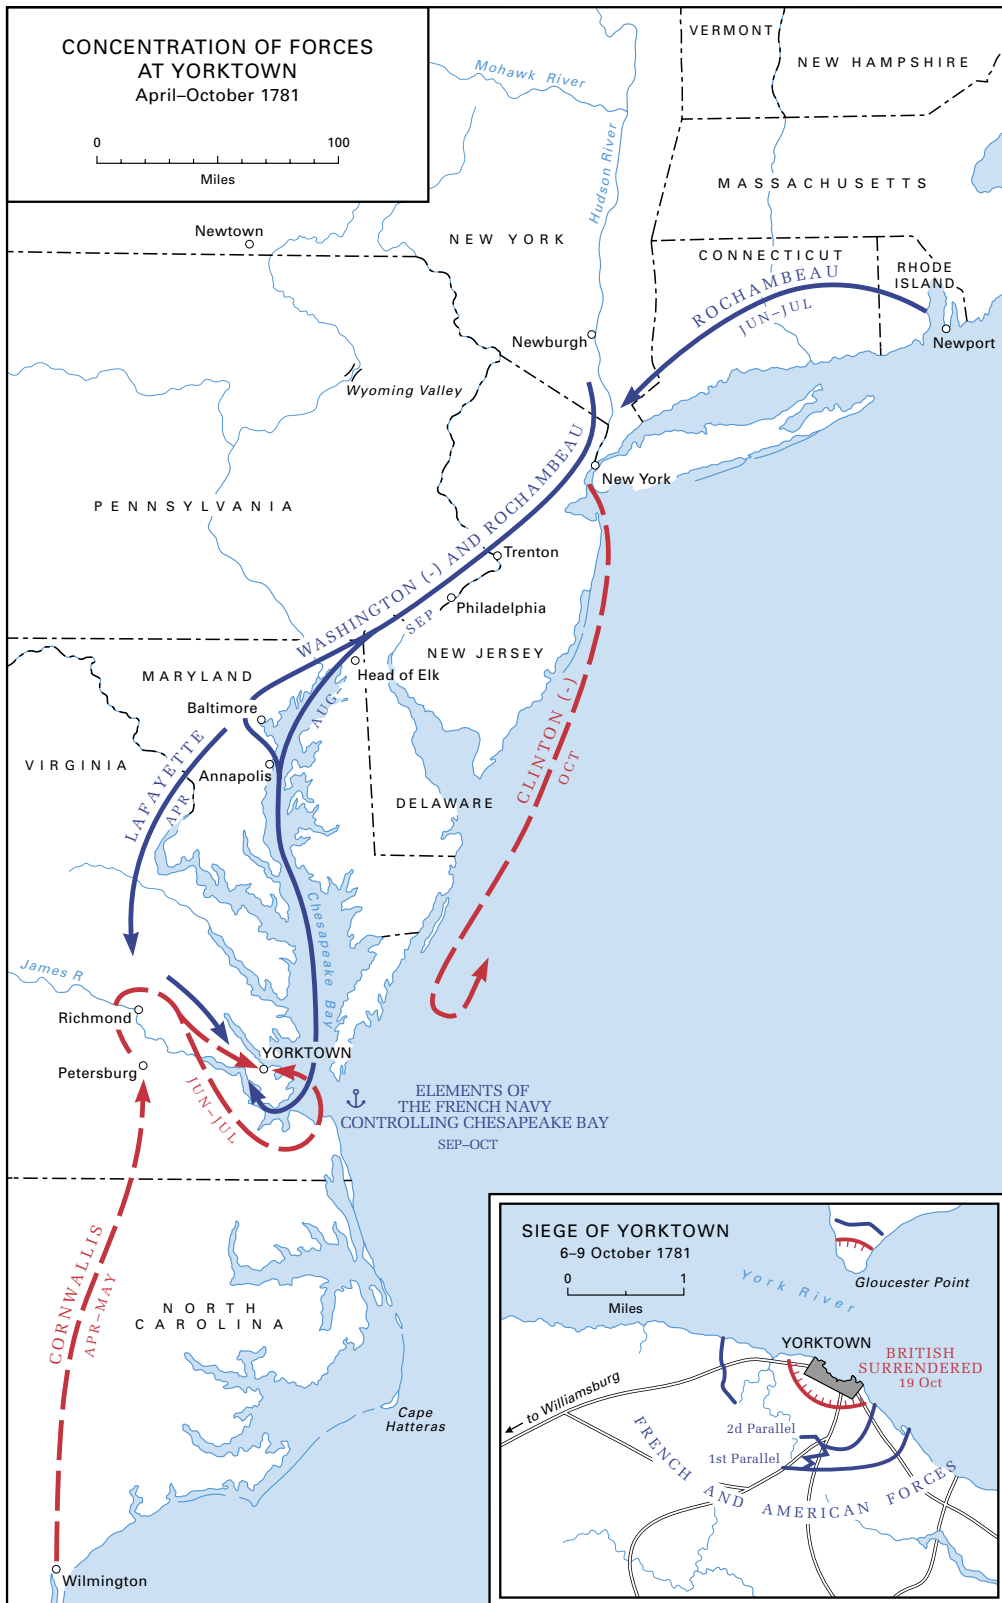 CONCENTRATION OF FORCES
AT YORKTOWN
April–October 1781
0 100
Miles
VERMONT
NEW HAMPSHIRE
Mohawk River
Hudson River
MASSACHUSETTS
Newtown
NEW YORK
CONNECTICUT
RHODE
ISLAND
ROCHAMBEAU
JUN–JUL
Newburgh
Newport
Wyoming Valley
New York
PENNSYLVANIA
WASHINGTON (-) AND ROCHAMBEAU
AUG–SEP
Trenton
Philadelphia
NEW JERSEY
Head of Elk
MARYLAND
Baltimore
CLINTON (-)
OCT
VIRGINIA
LAFAYETTE
APR
Annapolis
DELAWARE
Chesapeake Bay
James R
Richmond
YORKTOWN
Petersburg
JUN–JUL
ELEMENTS OF
THE FRENCH NAVY
CONTROLLING CHESAPEAKE BAY
SEP–OCT
CORNWALLIS
APR–MAY
NORTH
CAROLINA
Cape
Hatteras
Wilmington
SIEGE OF YORKTOWN
6–9 October 1781
0 1
Miles
York River
Gloucester Point
YORKTOWN
BRITISH
SURRENDERED
19 Oct
to Williamsburg
2d Parallel
1st Parallel
FRENCH AND AMERICAN FORCES